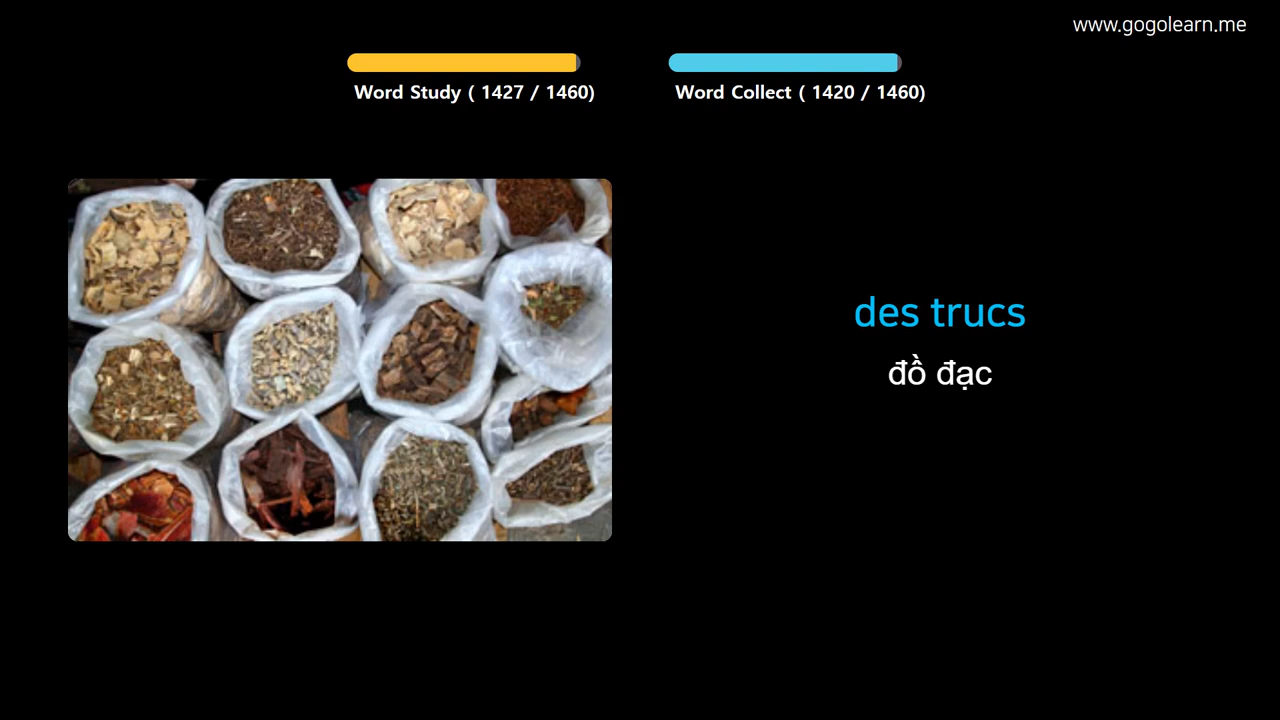 www.gogolearn.me
Word Study ( 1427 / 1460)
Word Collect ( 1420 / 1460)
des trucs
đồ đạc